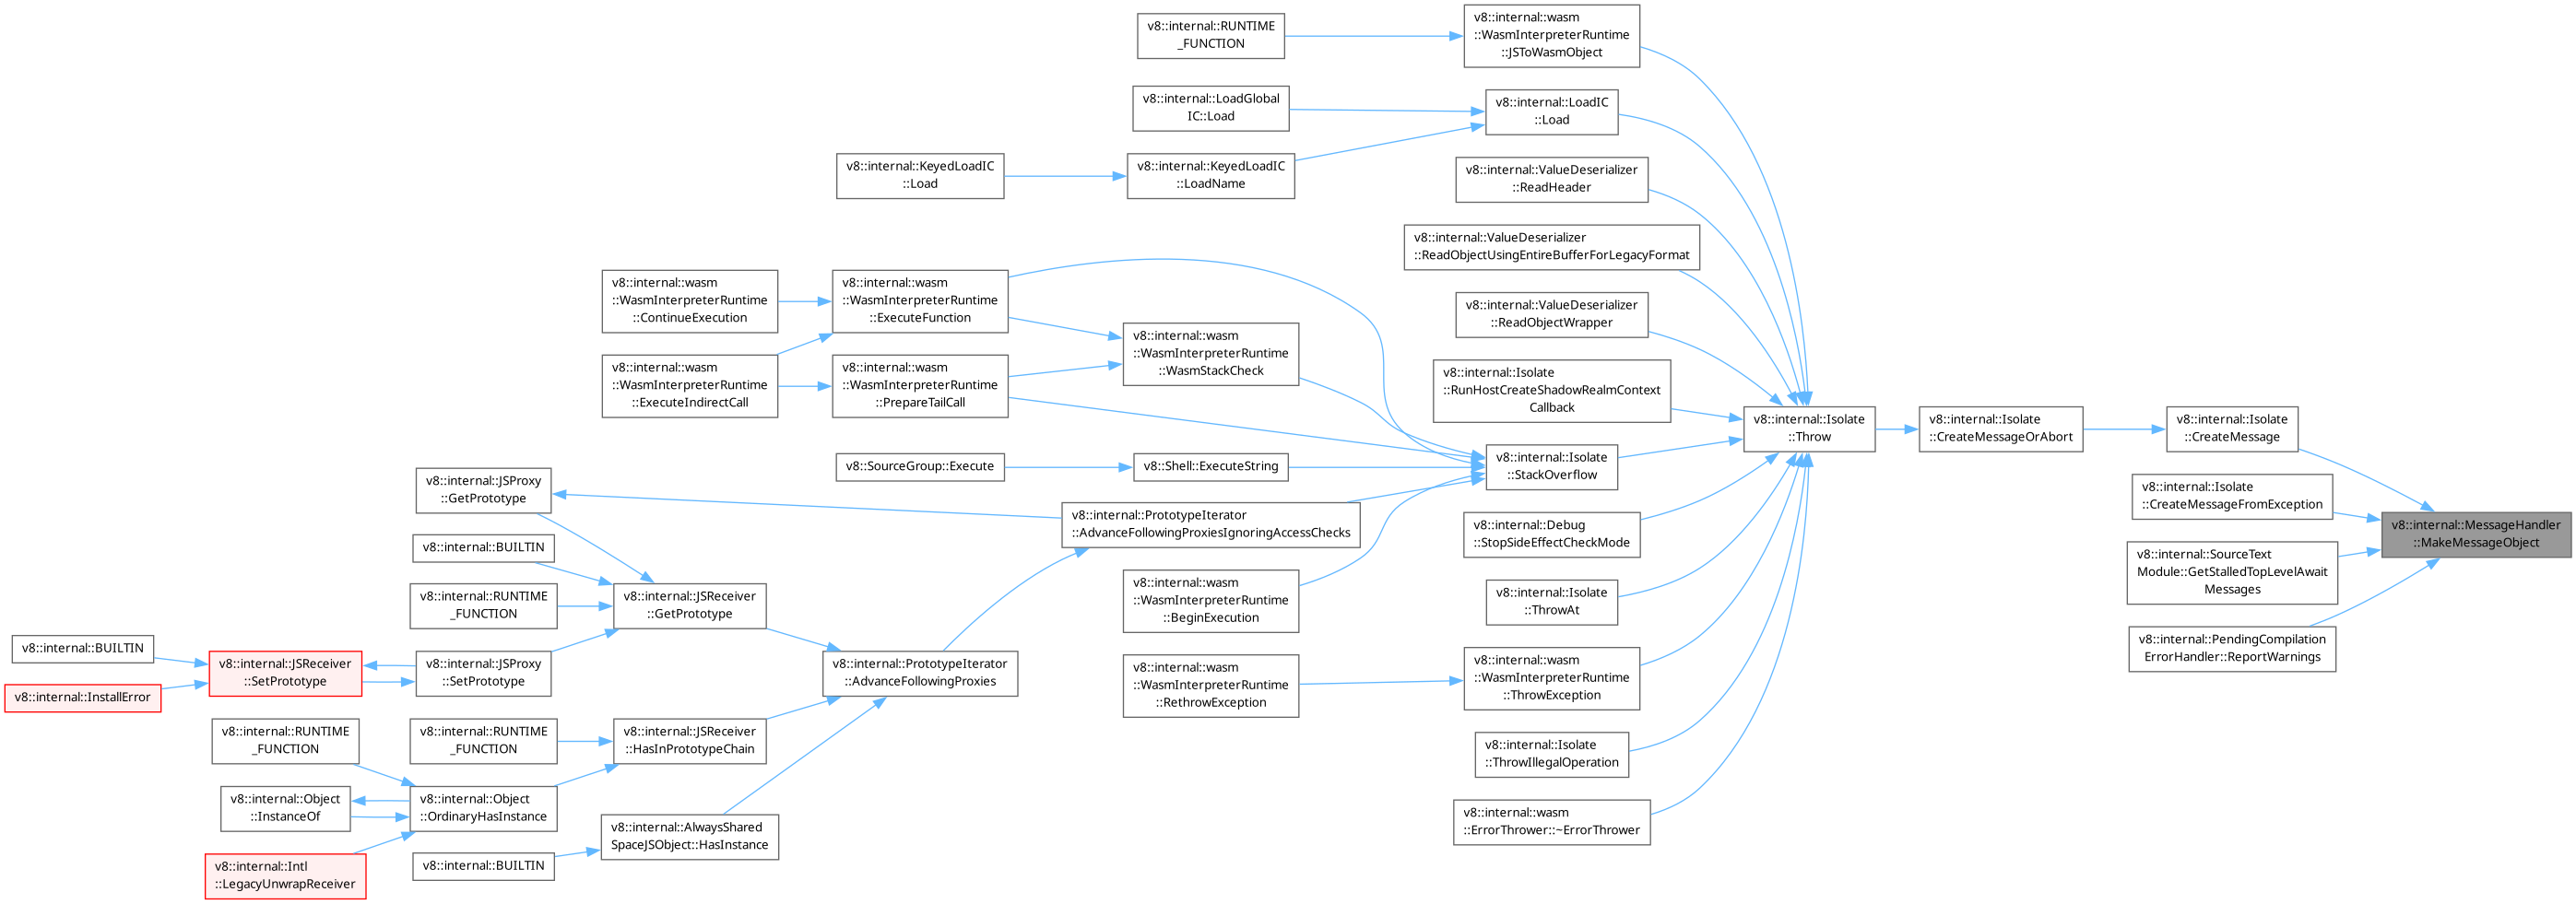 v8::internal::RUNTIME
_FUNCTION
v8::internal::wasm
::WasmInterpreterRuntime
::JSToWasmObject
v8::internal::LoadGlobal
IC::Load
v8::internal::LoadIC
::Load
v8::internal::KeyedLoadIC
::Load
v8::internal::KeyedLoadIC
::LoadName
v8::internal::ValueDeserializer
::ReadHeader
v8::internal::ValueDeserializer
::ReadObjectUsingEntireBufferForLegacyFormat
v8::internal::wasm
::WasmInterpreterRuntime
::ContinueExecution
v8::internal::wasm
::WasmInterpreterRuntime
::ExecuteFunction
v8::internal::ValueDeserializer
::ReadObjectWrapper
v8::internal::wasm
::WasmInterpreterRuntime
::WasmStackCheck
v8::internal::wasm
::WasmInterpreterRuntime
::ExecuteIndirectCall
v8::internal::wasm
::WasmInterpreterRuntime
::PrepareTailCall
v8::internal::Isolate
::RunHostCreateShadowRealmContext
Callback
v8::internal::Isolate
::Throw
v8::internal::Isolate
::CreateMessageOrAbort
v8::internal::Isolate
::CreateMessage
v8::SourceGroup::Execute
v8::Shell::ExecuteString
v8::internal::Isolate
::StackOverflow
v8::internal::JSProxy
::GetPrototype
v8::internal::PrototypeIterator
::AdvanceFollowingProxiesIgnoringAccessChecks
v8::internal::Debug
::StopSideEffectCheckMode
v8::internal::Isolate
::CreateMessageFromException
v8::internal::MessageHandler
::MakeMessageObject
v8::internal::BUILTIN
v8::internal::SourceText
Module::GetStalledTopLevelAwait
Messages
v8::internal::RUNTIME
_FUNCTION
v8::internal::JSReceiver
::GetPrototype
v8::internal::wasm
::WasmInterpreterRuntime
::BeginExecution
v8::internal::Isolate
::ThrowAt
v8::internal::PendingCompilation
ErrorHandler::ReportWarnings
v8::internal::BUILTIN
v8::internal::JSReceiver
::SetPrototype
v8::internal::JSProxy
::SetPrototype
v8::internal::PrototypeIterator
::AdvanceFollowingProxies
v8::internal::wasm
::WasmInterpreterRuntime
::RethrowException
v8::internal::wasm
::WasmInterpreterRuntime
::ThrowException
v8::internal::InstallError
v8::internal::RUNTIME
_FUNCTION
v8::internal::RUNTIME
_FUNCTION
v8::internal::JSReceiver
::HasInPrototypeChain
v8::internal::Isolate
::ThrowIllegalOperation
v8::internal::Object
::InstanceOf
v8::internal::Object
::OrdinaryHasInstance
v8::internal::wasm
::ErrorThrower::~ErrorThrower
v8::internal::AlwaysShared
SpaceJSObject::HasInstance
v8::internal::Intl
::LegacyUnwrapReceiver
v8::internal::BUILTIN